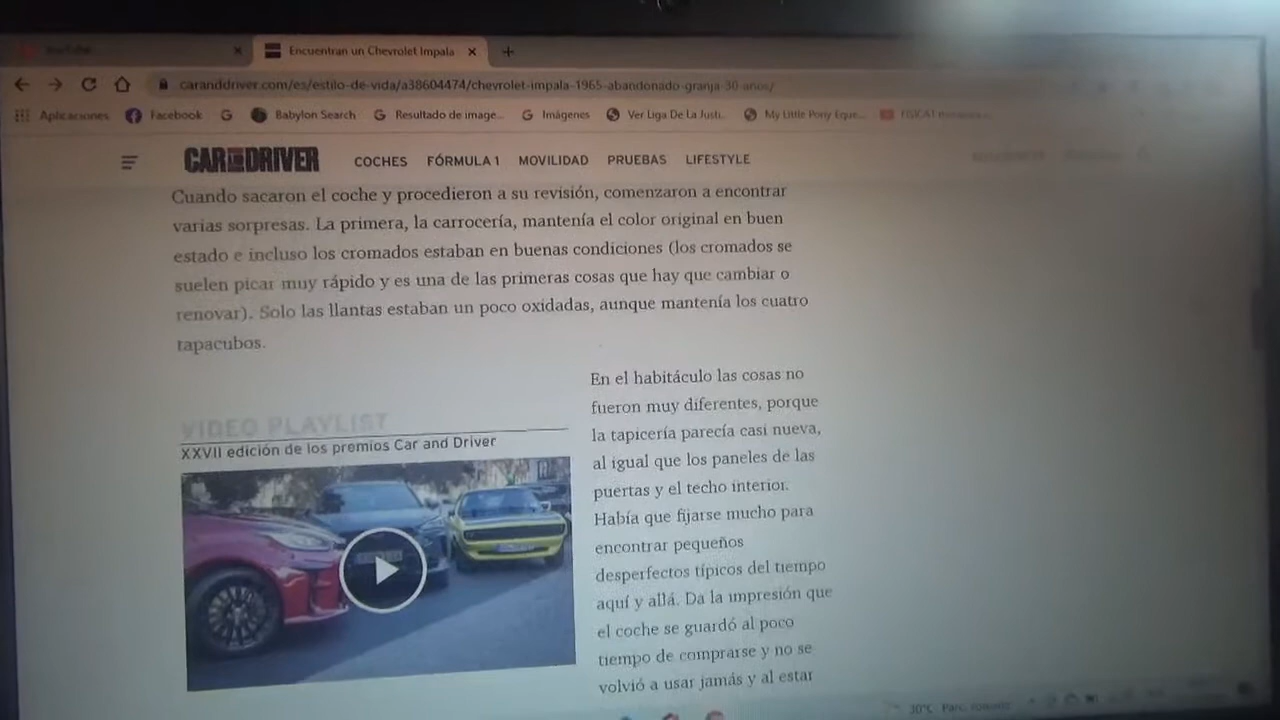 YouTube
Encuentran un Chevrolet Impala
caranddriver.com/es/estilo-de-vida/a38604474/chevrolet-impala-1965-abandonado-granja-30-anos/
Aplicaciones Facebook Babylon Search Resultado de image... Imágenes Ver Liga De La Justi... My Little Pony Eque...
CAR AND DRIVER COCHES FÓRMULA 1 MOVILIDAD PRUEBAS LIFESTYLE
Cuando sacaron el coche y procedieron a su revisión, comenzaron a encontrar
varias sorpresas. La primera, la carrocería, mantenía el color original en buen
estado e incluso los cromados estaban en buenas condiciones (los cromados se
suelen picar muy rápido y es una de las primeras cosas que hay que cambiar o
renovar). Solo las llantas estaban un poco oxidadas, aunque mantenía los cuatro
tapacubos.
VIDEO PLAYLIST
XXVII edición de los premios Car and Driver
En el habitáculo las cosas no
fueron muy diferentes, porque
la tapicería parecía casi nueva,
al igual que los paneles de las
puertas y el techo interior.
Había que fijarse mucho para
encontrar pequeños
desperfectos típicos del tiempo
aquí y allá. Da la impresión que
el coche se guardó al poco
tiempo de comprarse y no se
volvió a usar jamás y al estar
30°C